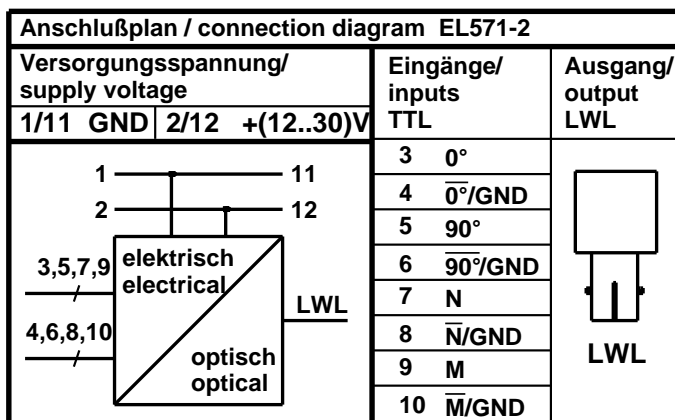 Anschlußplan / connection diagram EL571-2
Versorgungsspannung/
supply voltage
1/11 GND 2/12 +(12..30)V
Eingänge/
inputs
TTL
Ausgang/
output
LWL
1 11
2 12
3,5,7,9
elektrisch
electrical
LWL
4,6,8,10
optisch
optical
3 0°
4 0̅°̅/GND
5 90°
6 9̅0̅°̅/GND
7 N
8 N̅/GND
9 M
10 M̅/GND
LWL